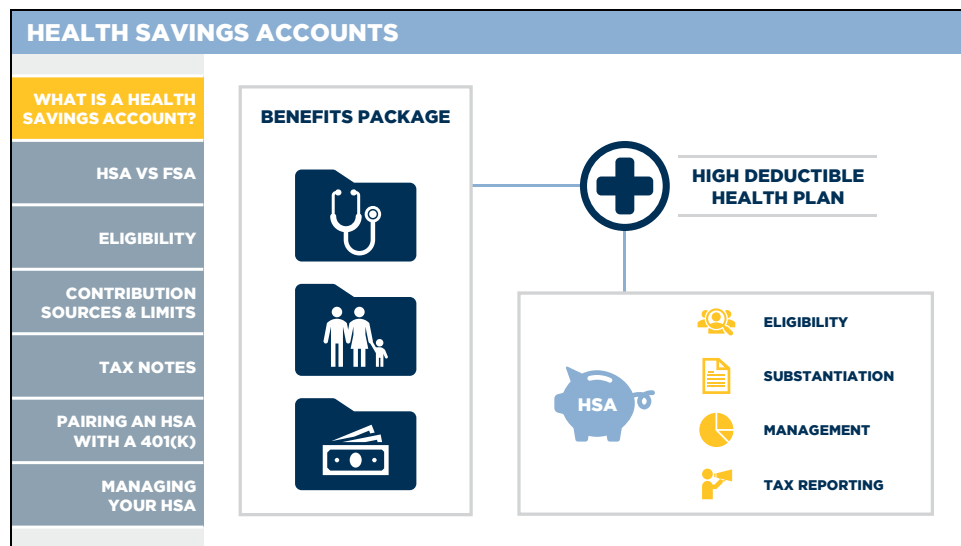 HEALTH SAVINGS ACCOUNTS
WHAT IS A HEALTH
SAVINGS ACCOUNT?
HSA VS FSA
ELIGIBILITY
CONTRIBUTION
SOURCES & LIMITS
TAX NOTES
PAIRING AN HSA
WITH A 401(K)
MANAGING
YOUR HSA
BENEFITS PACKAGE
HIGH DEDUCTIBLE
HEALTH PLAN
HSA
ELIGIBILITY
SUBSTANTIATION
MANAGEMENT
TAX REPORTING